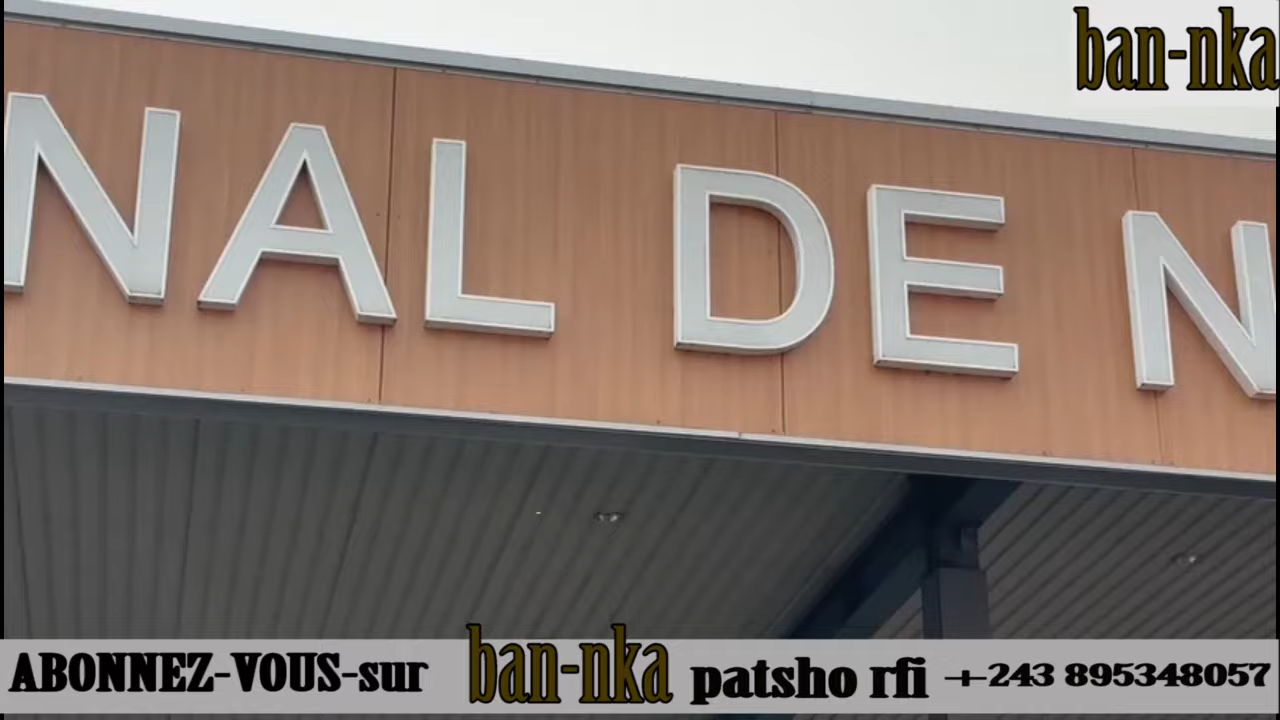 ban-nka
NAL DE N
ABONNEZ-VOUS-sur ban-nka patsho rfi +243 895348057